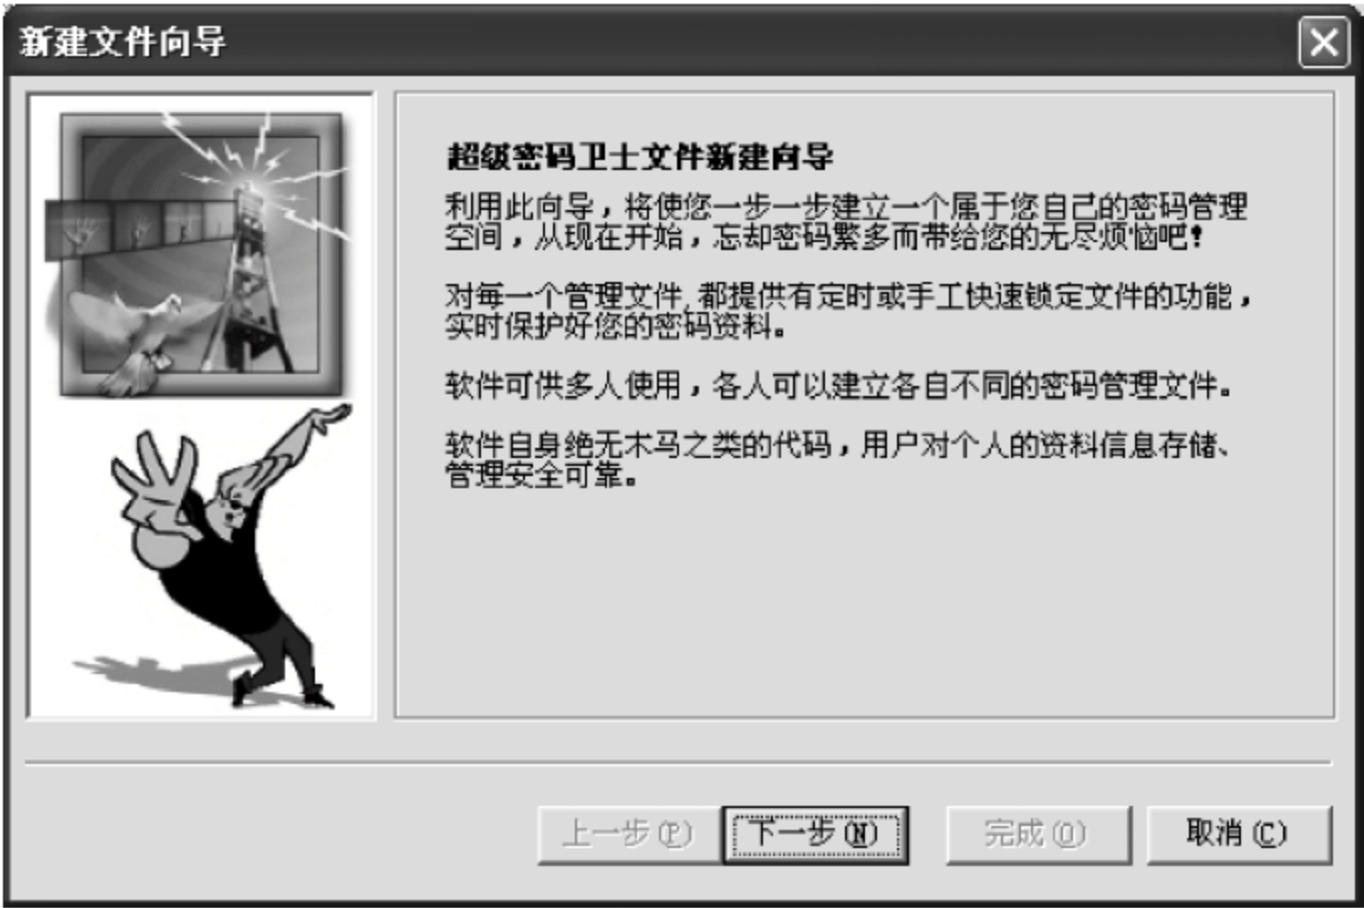 新建文件向导
超级密码卫士文件新建向导
利用此向导，将使您一步一步建立一个属于您自己的密码管理
空间，从现在开始，忘却密码繁多而带给您的无尽烦恼吧！
对每一个管理文件,都提供有定时或手工快速锁定文件的功能，
实时保护好您的密码资料。
软件可供多人使用，各人可以建立各自不同的密码管理文件。
软件自身绝无木马之类的代码，用户对个人的资料信息存储、
管理安全可靠。
上一步(P) 下一步(N) 完成(O) 取消(C)